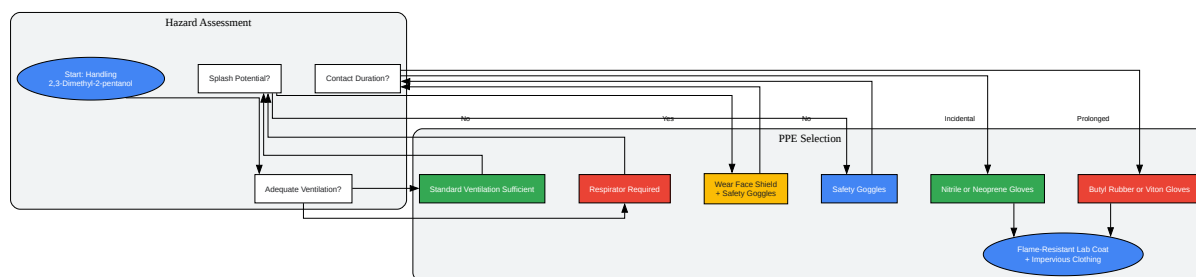 Hazard Assessment
Start: Handling
2,3-Dimethyl-2-pentanol
Splash Potential?
Contact Duration?
No
Yes
No
Incidental
Prolonged
PPE Selection
Adequate Ventilation?
Standard Ventilation Sufficient
Respirator Required
Wear Face Shield
+ Safety Goggles
Safety Goggles
Nitrile or Neoprene Gloves
Butyl Rubber or Viton Gloves
Flame-Resistant Lab Coat
+ Impervious Clothing